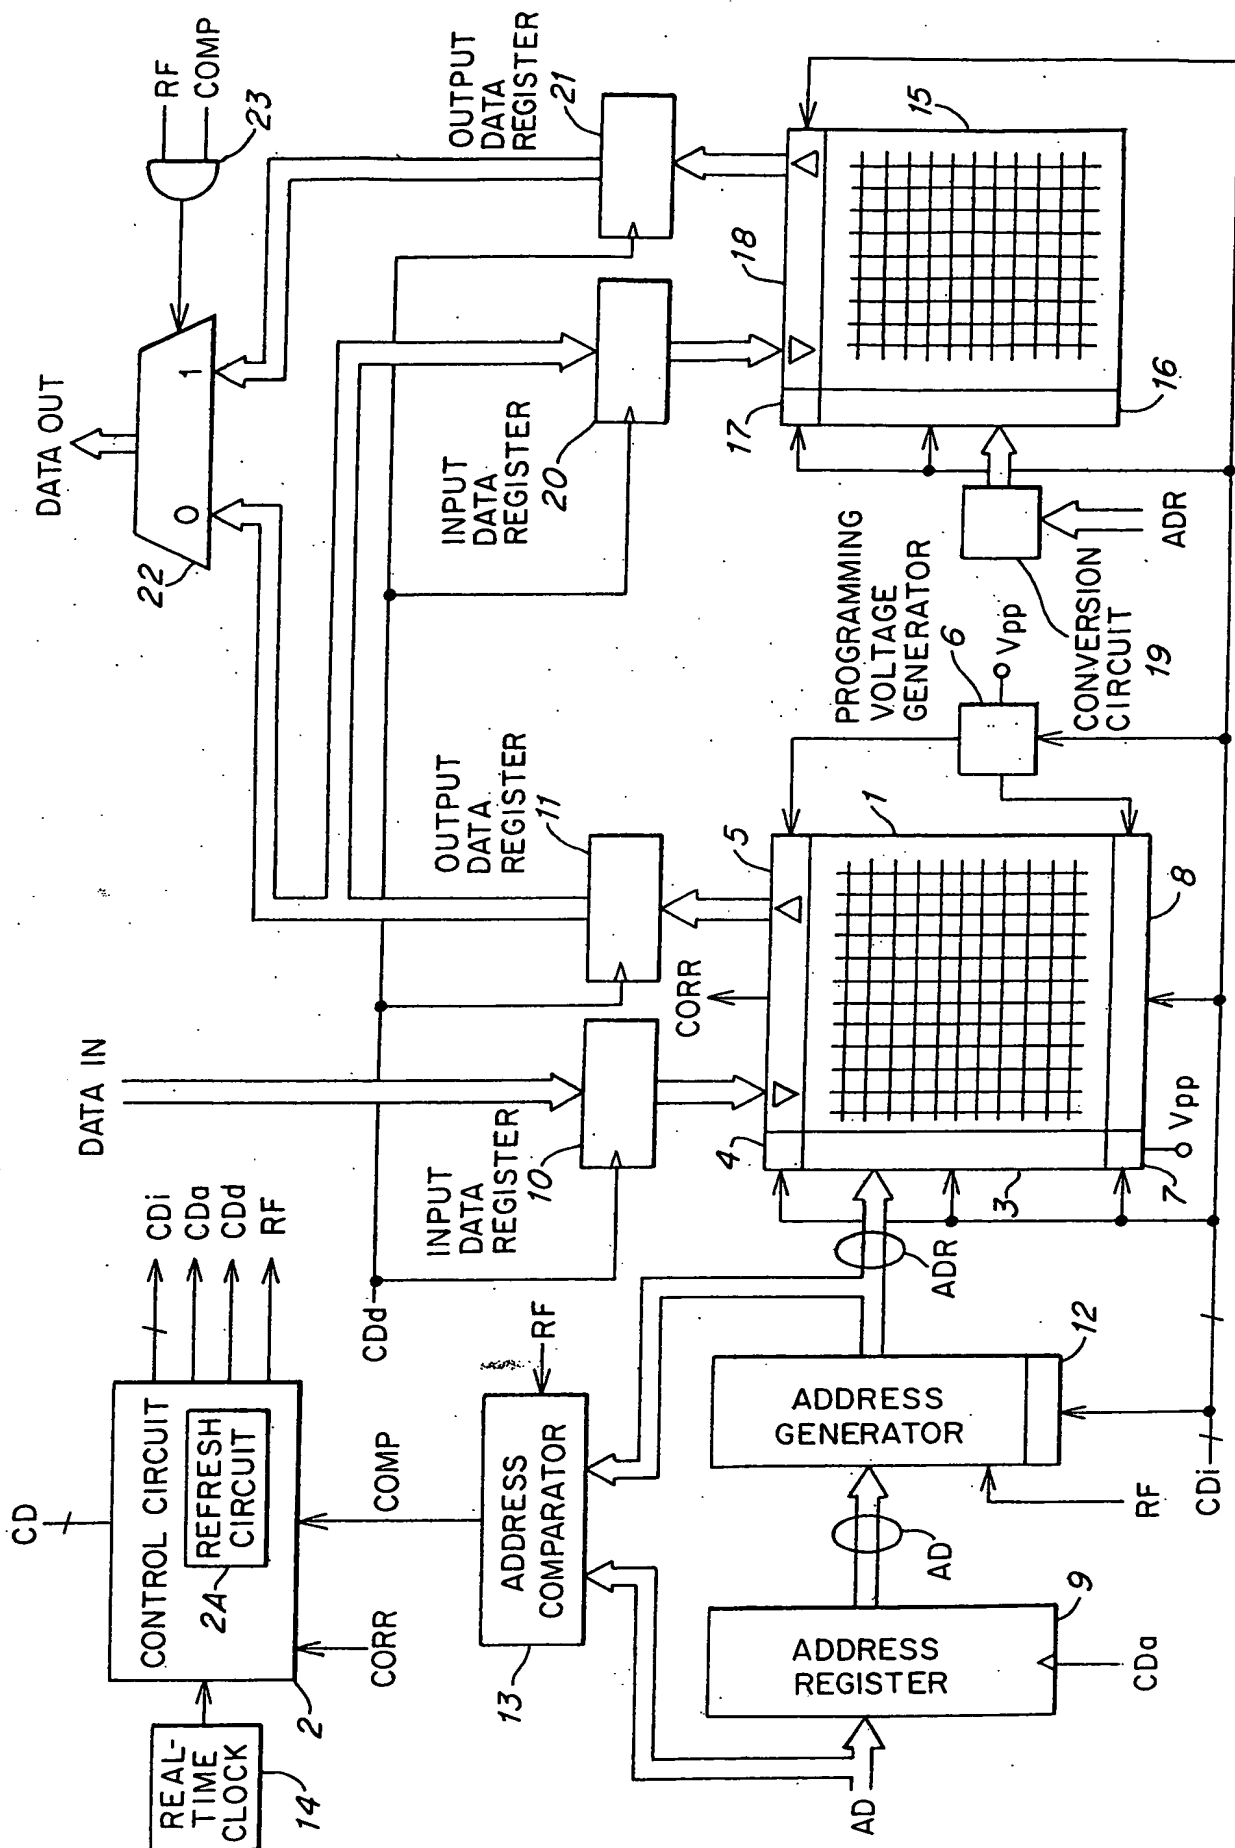 REAL-
TIME
CLOCK
14
CD
CONTROL CIRCUIT
REFRESH
CIRCUIT
2A
2
CORR
COMP
CDi
CDa
CDd
RF
ADDRESS
COMPARATOR
13
RF
AD
ADDRESS
REGISTER
9
CDa
AD
ADDRESS
GENERATOR
12
RF
CDi
ADR
DATA IN
CDd
INPUT
DATA
REGISTER
10
CORR
OUTPUT
DATA
REGISTER
11
4
5
1
3
7
Vpp
8
PROGRAMMING
VOLTAGE
GENERATOR
6
Vpp
DATA OUT
22
0
1
RF
COMP
23
INPUT
DATA
REGISTER
20
OUTPUT
DATA
REGISTER
21
17
18
15
16
CONVERSION
CIRCUIT
19
ADR